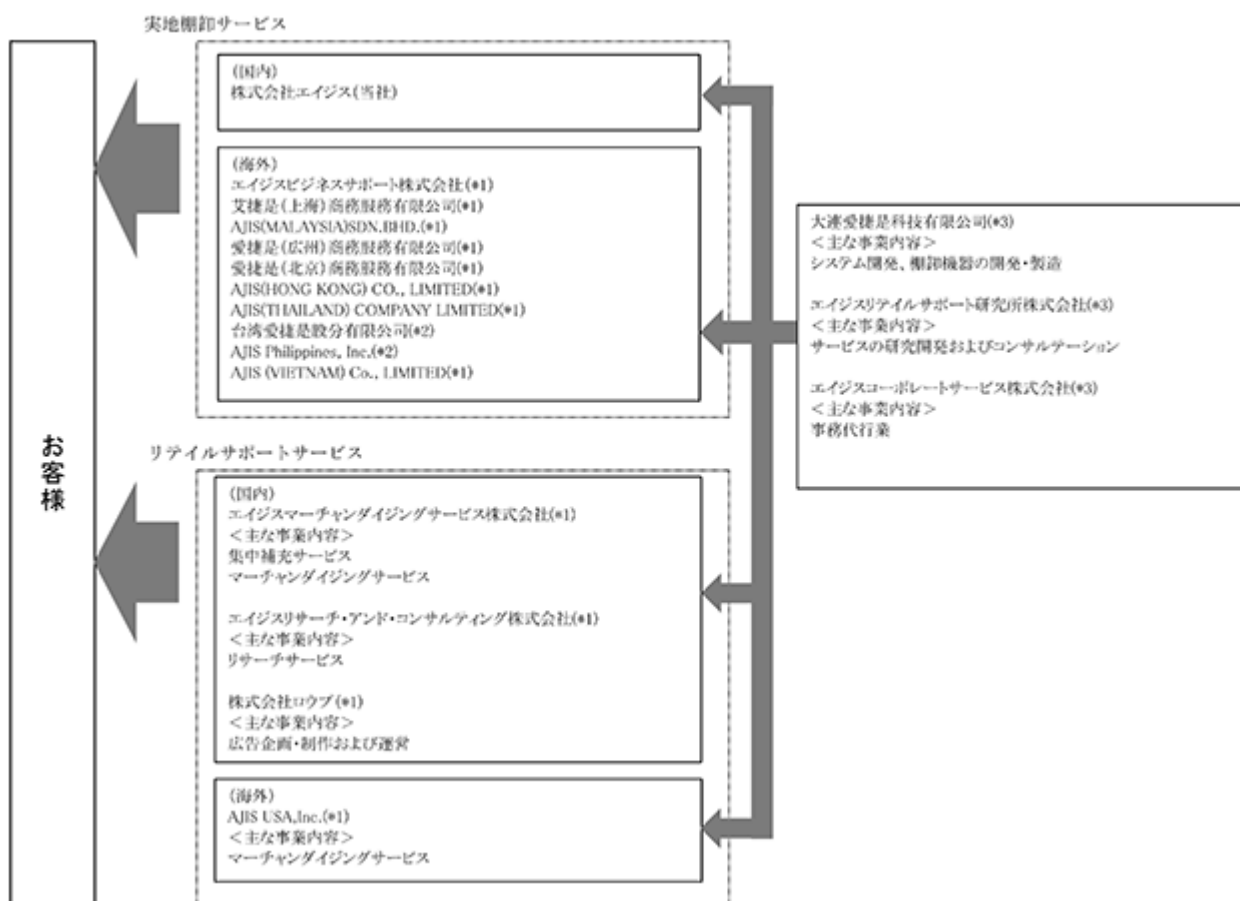 実地棚卸サービス
(国内)
株式会社エイジス(当社)
(海外)
エイジスビジネスサポート株式会社(*1)
艾捷是(上海)商務服務有限公司(*1)
AJIS(MALAYSIA)SDN.BHD.(*1)
愛捷是(広州)商務服務有限公司(*1)
愛捷是(北京)商務服務有限公司(*1)
AJIS(HONG KONG) CO., LIMITED(*1)
AJIS(THAILAND) COMPANY LIMITED(*1)
台湾愛捷是股分有限公司(*2)
AJIS Philippines, Inc.(*2)
AJIS (VIETNAM) Co., LIMITED(*1)
大連愛捷是科技有限公司(*3)
<主な事業内容>
システム開発、棚卸機器の開発・製造
エイジスリテイルサポート研究所株式会社(*3)
<主な事業内容>
サービスの研究開発およびコンサルテーション
エイジスコーポレートサービス株式会社(*3)
<主な事業内容>
事務代行業
お客様
リテイルサポートサービス
(国内)
エイジスマーチャンダイジングサービス株式会社(*1)
<主な事業内容>
集中補充サービス
マーチャンダイジングサービス
エイジスリサーチ・アンド・コンサルティング株式会社(*1)
<主な事業内容>
リサーチサービス
株式会社ロウプ(*1)
<主な事業内容>
広告企画・制作および運営
(海外)
AJIS USA,Inc.(*1)
<主な事業内容>
マーチャンダイジングサービス